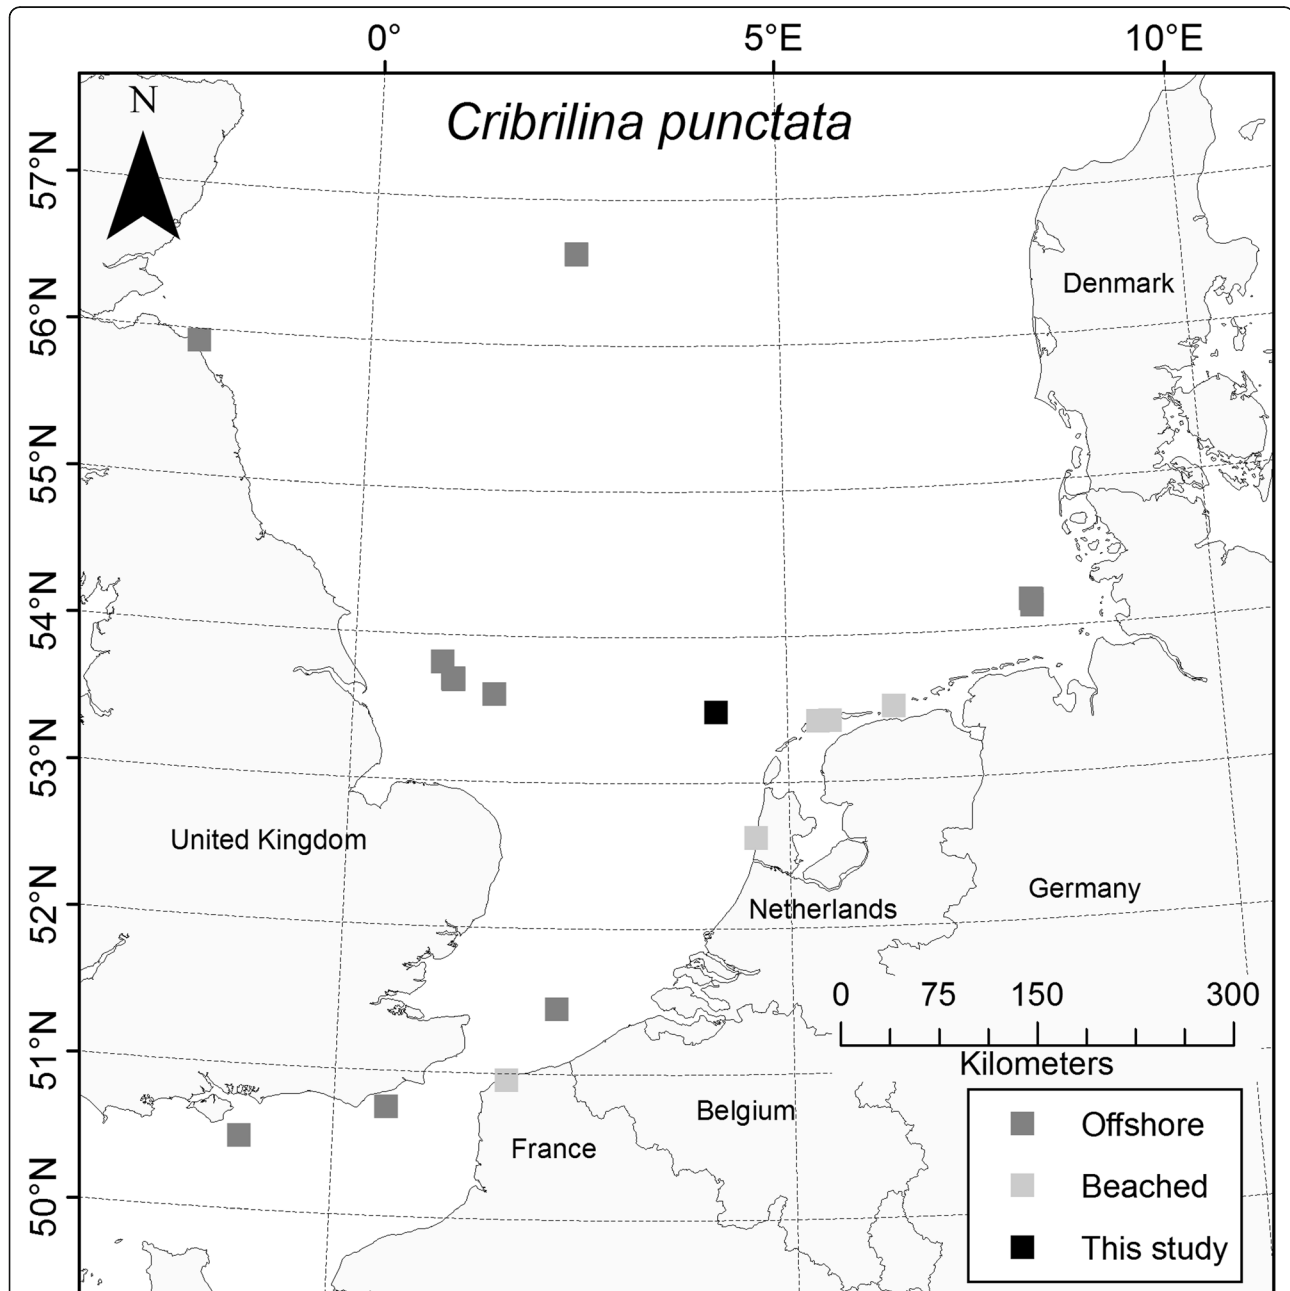 0° 5°E 10°E
N
Cribrilina punctata
57°N
56°N
55°N
54°N
53°N
52°N
51°N
50°N
Denmark
United Kingdom
Germany
Netherlands
0 75 150 300
Kilometers
Belgium
France
Offshore
Beached
This study